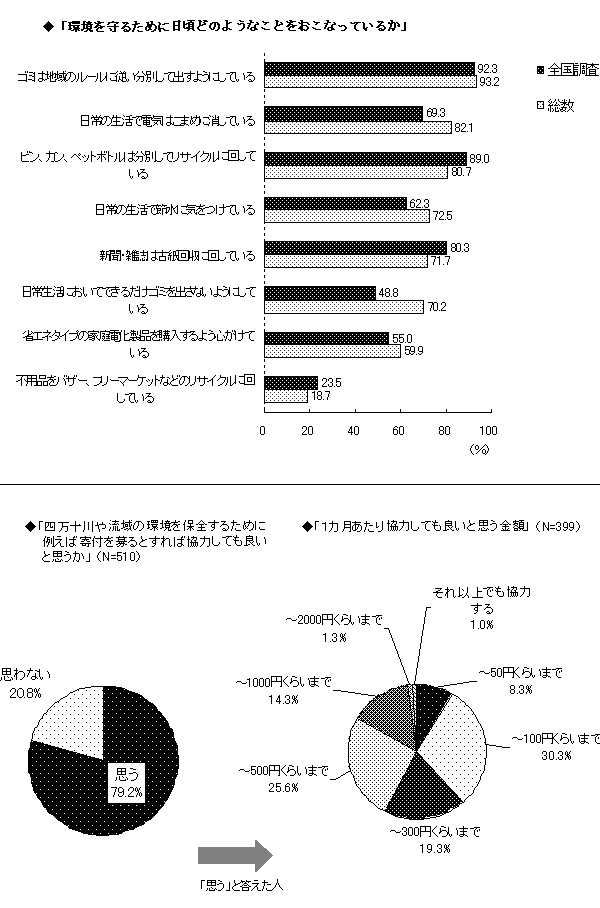 ◆「環境を守るために日頃どのようなことをおこなっているか」
ゴミは地域のルールに従い分別して出すようにしている
92.3
93.2
全国調査
総数
日常の生活で電気はこまめに消している
69.3
82.1
ビン、カン、ペットボトルは分別してリサイクルに回して
いる
89.0
80.7
日常の生活で節水に気をつけている
62.3
72.5
新聞・雑誌は古紙回収に回している
80.3
71.7
日常生活においてできるだけゴミを出さないようにして
いる
48.8
70.2
省エネタイプの家庭電化製品を購入するよう心がけて
いる
55.0
59.9
不用品をバザー、フリーマーケットなどのリサイクルに回
している
23.5
18.7
0 20 40 60 80 100
(%)
◆「四万十川や流域の環境を保全するために
例えば寄付を募るとすれば協力しても良い
と思うか」(N=510)
思わない
20.8%
思う
79.2%
「思う」と答えた人
◆「1カ月あたり協力しても良いと思う金額」(N=399)
それ以上でも協力
する
1.0%
～2000円くらいまで
1.3%
～1000円くらいまで
14.3%
～50円くらいまで
8.3%
～100円くらいまで
30.3%
～500円くらいまで
25.6%
～300円くらいまで
19.3%